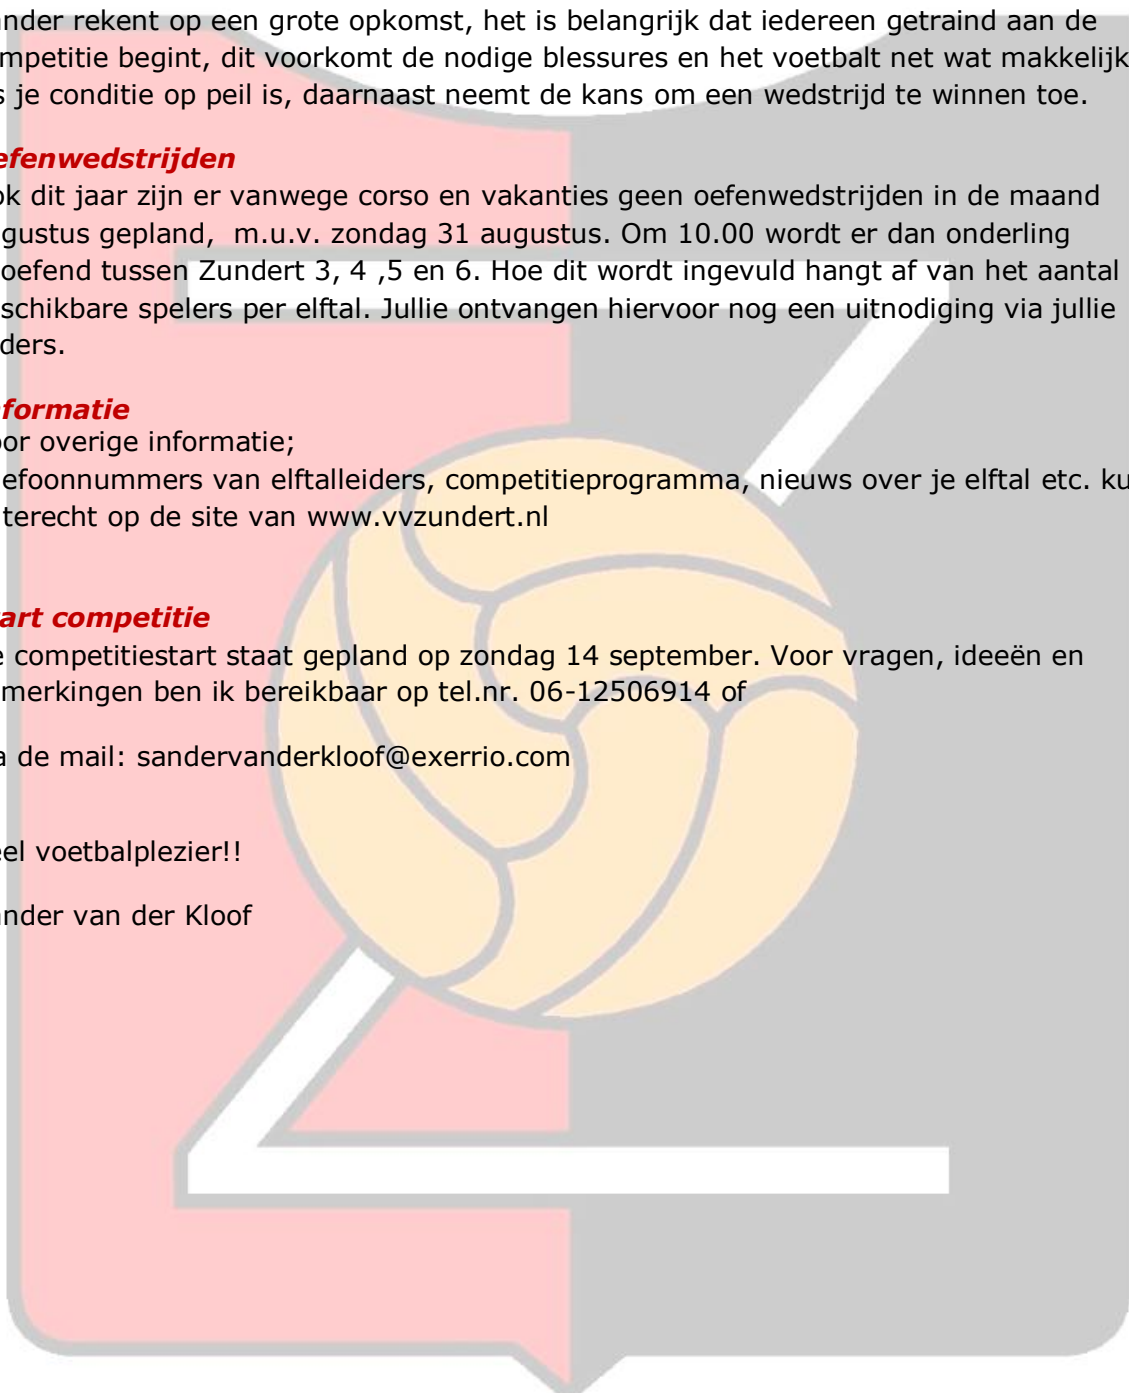 ander rekent op een grote opkomst, het is belangrijk dat iedereen getraind aan de
mpetitie begint, dit voorkomt de nodige blessures en het voetbalt net wat makkelijk
s je conditie op peil is, daarnaast neemt de kans om een wedstrijd te winnen toe.
efenwedstrijden
ok dit jaar zijn er vanwege corso en vakanties geen oefenwedstrijden in de maand
gustus gepland, m.u.v. zondag 31 augustus. Om 10.00 wordt er dan onderling
oefend tussen Zundert 3, 4 ,5 en 6. Hoe dit wordt ingevuld hangt af van het aantal
schikbare spelers per elftal. Jullie ontvangen hiervoor nog een uitnodiging via jullie
ders.
formatie
or overige informatie;
efoonnummers van elftalleiders, competitieprogramma, nieuws over je elftal etc. ku
terecht op de site van www.vvzundert.nl
art competitie
e competitiestart staat gepland op zondag 14 september. Voor vragen, ideeën en
merkingen ben ik bereikbaar op tel.nr. 06-12506914 of
a de mail: sandervanderkloof@exerrio.com
eel voetbalplezier!!
ander van der Kloof